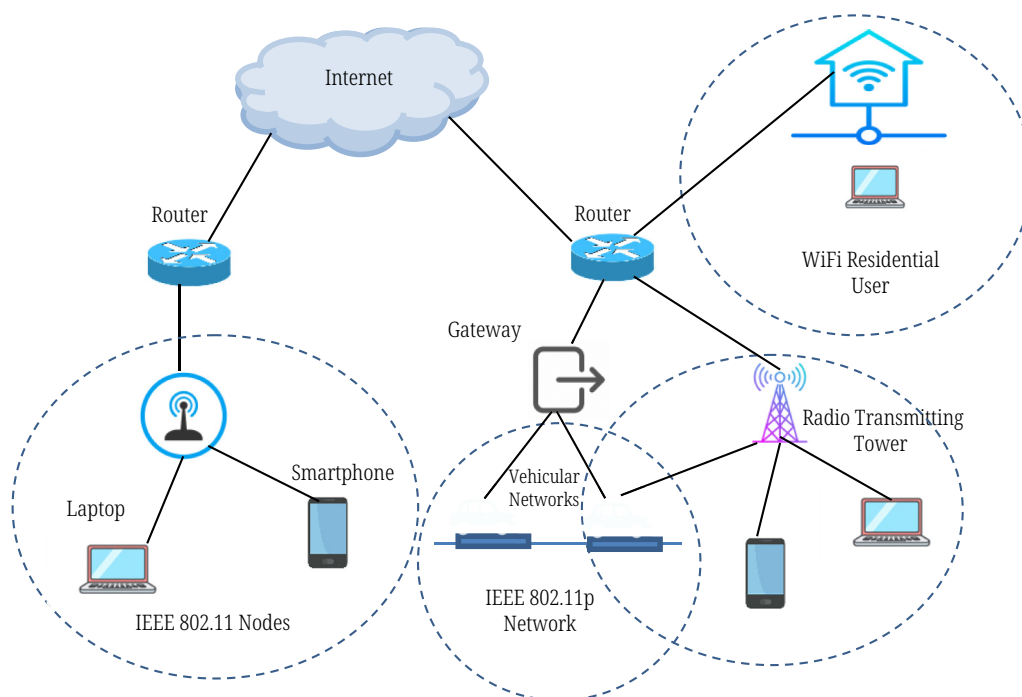 Internet
Router
Router
WiFi Residential
User
Gateway
Radio Transmitting
Tower
Smartphone
Vehicular
Networks
Laptop
IEEE 802.11p
Network
IEEE 802.11 Nodes